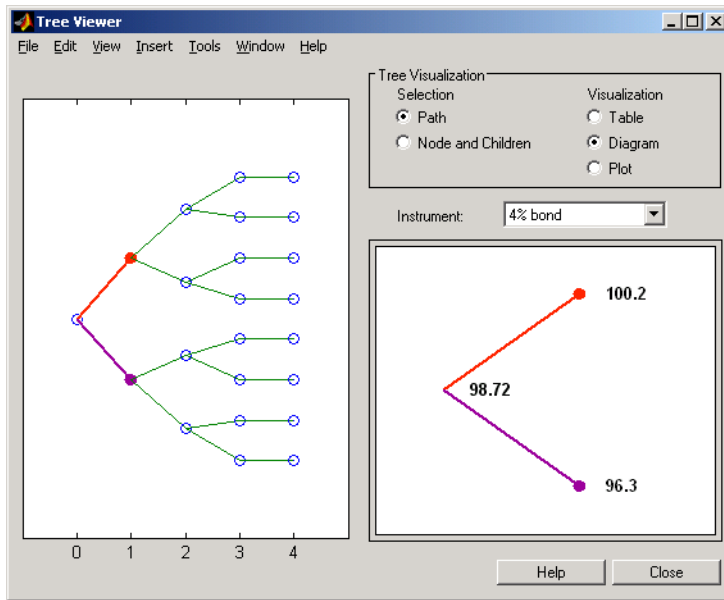 Tree Viewer
File Edit View Insert Tools Window Help
Tree Visualization
Selection
Visualization
Path
Table
Node and Children
Diagram
Plot
Instrument:
4% bond
100.2
98.72
96.3
0 1 2 3 4
Help
Close